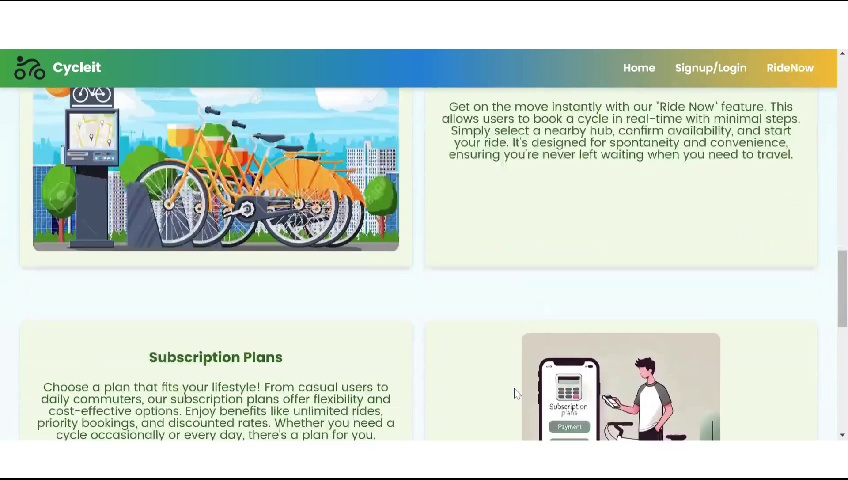 Cycleit
Home
Signup/Login
RideNow
Get on the move instantly with our "Ride Now" feature. This
allows users to book a cycle in real-time with minimal steps.
Simply select a nearby hub, confirm availability, and start
your ride. It's designed for spontaneity and convenience,
ensuring you're never left waiting when you need to travel.
Subscription Plans
Choose a plan that fits your lifestyle! From casual users to
daily commuters, our subscription plans offer flexibility and
cost-effective options. Enjoy benefits like unlimited rides,
priority bookings, and discounted rates. Whether you need a
cycle occasionally or every day, there's a plan for you.
Subscription
plans
Payment